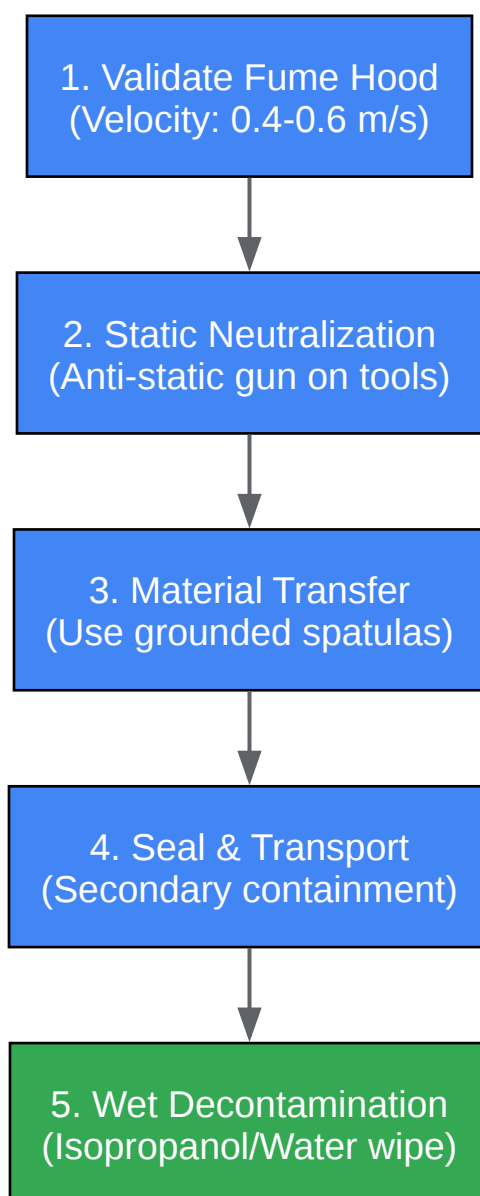 1. Validate Fume Hood
(Velocity: 0.4-0.6 m/s)
2. Static Neutralization
(Anti-static gun on tools)
3. Material Transfer
(Use grounded spatulas)
4. Seal & Transport
(Secondary containment)
5. Wet Decontamination
(Isopropanol/Water wipe)